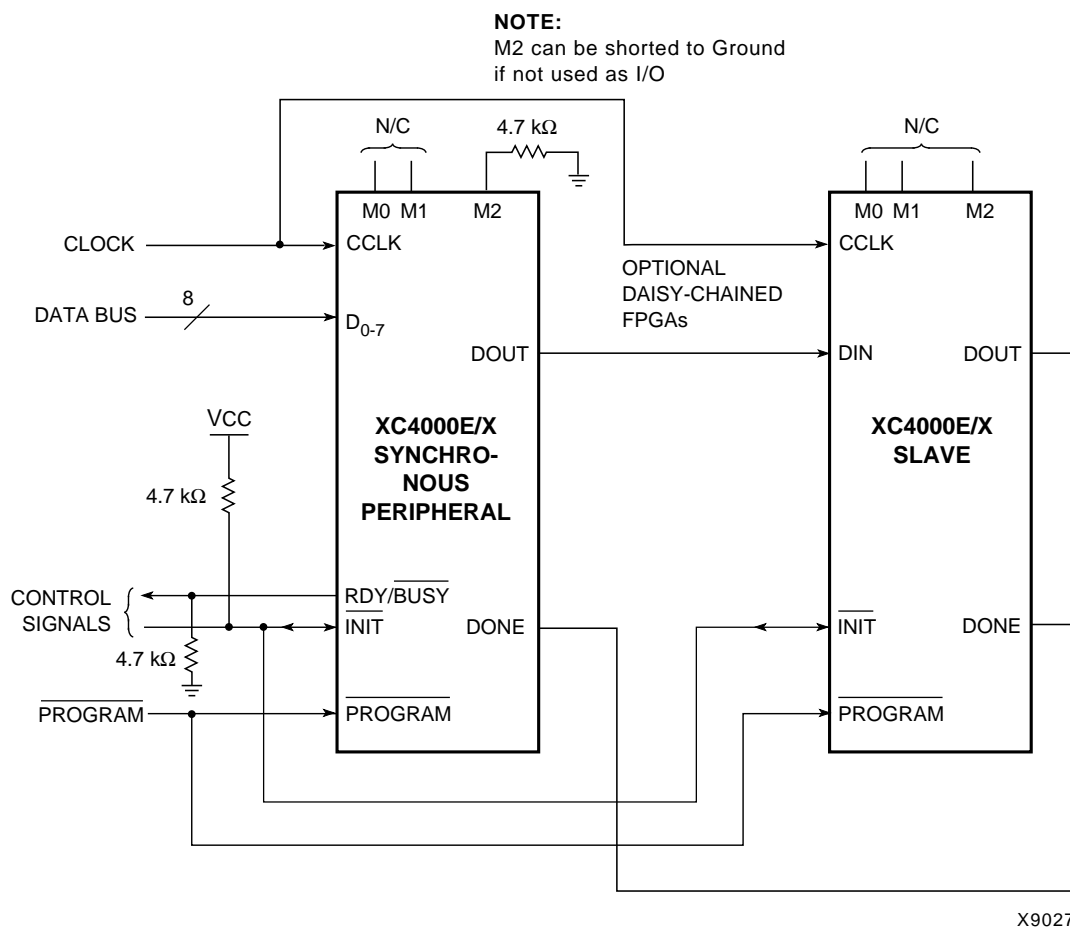 NOTE:
M2 can be shorted to Ground
if not used as I/O
N/C
4.7 kΩ
N/C
M0 M1 M2
M0 M1 M2
CLOCK
CCLK
CCLK
OPTIONAL
DAISY-CHAINED
FPGAs
8
DATA BUS
D0-7
DOUT
DIN
DOUT
VCC
XC4000E/X
SYNCHRO-
NOUS
PERIPHERAL
XC4000E/X
SLAVE
4.7 kΩ
CONTROL
SIGNALS
RDY/BUSY
INIT
DONE
INIT
DONE
4.7 kΩ
PROGRAM
PROGRAM
PROGRAM
X9027